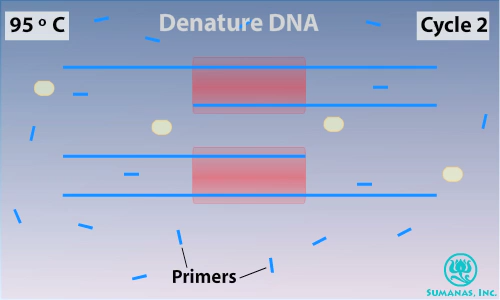 95 º C
Denature DNA
Cycle 2
Primers
SUMANAS, INC.